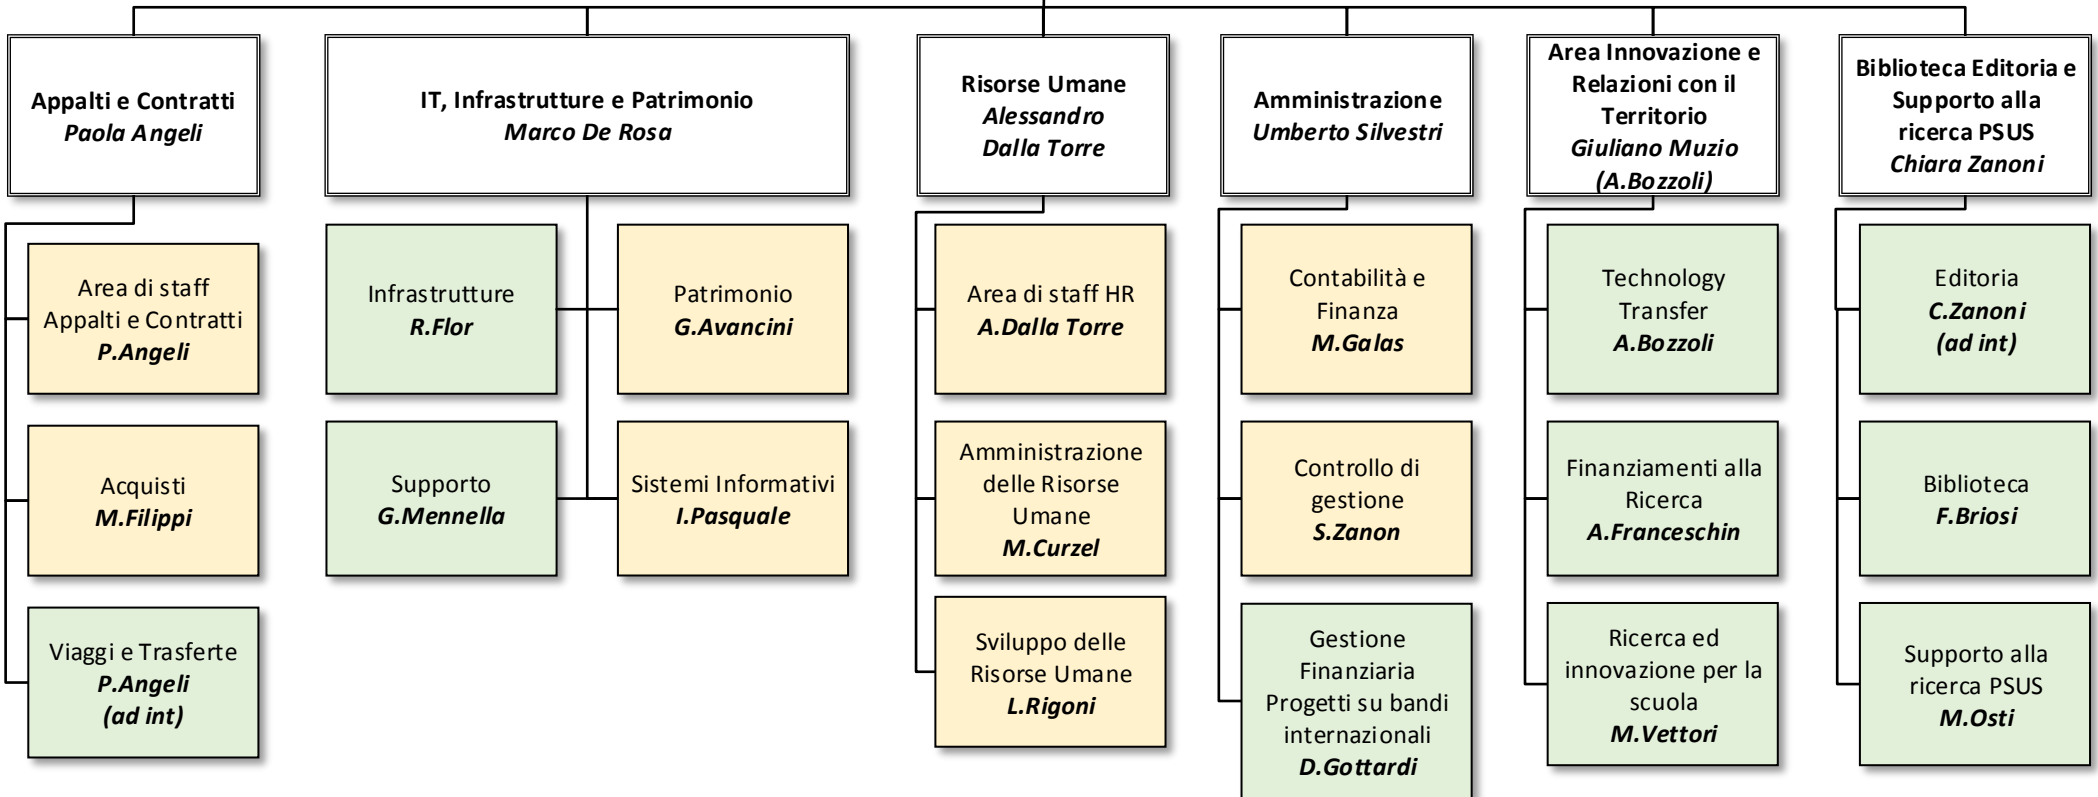 Appalti e Contratti
Paola Angeli
IT, Infrastrutture e Patrimonio
Marco De Rosa
Risorse Umane
Alessandro
Dalla Torre
Amministrazione
Umberto Silvestri
Area Innovazione e
Relazioni con il
Territorio
Giuliano Muzio
(A.Bozzoli)
Biblioteca Editoria e
Supporto alla
ricerca PSUS
Chiara Zanoni
Area di staff
Appalti e Contratti
P.Angeli
Infrastrutture
R.Flor
Patrimonio
G.Avancini
Area di staff HR
A.Dalla Torre
Contabilità e
Finanza
M.Galas
Technology
Transfer
A.Bozzoli
Editoria
C.Zanoni
(ad int)
Acquisti
M.Filippi
Supporto
G.Mennella
Sistemi Informativi
I.Pasquale
Amministrazione
delle Risorse
Umane
M.Curzel
Controllo di
gestione
S.Zanon
Finanziamenti alla
Ricerca
A.Franceschin
Biblioteca
F.Briosi
Viaggi e Trasferte
P.Angeli
(ad int)
Sviluppo delle
Risorse Umane
L.Rigoni
Gestione
Finanziaria
Progetti su bandi
internazionali
D.Gottardi
Ricerca ed
innovazione per la
scuola
M.Vettori
Supporto alla
ricerca PSUS
M.Osti